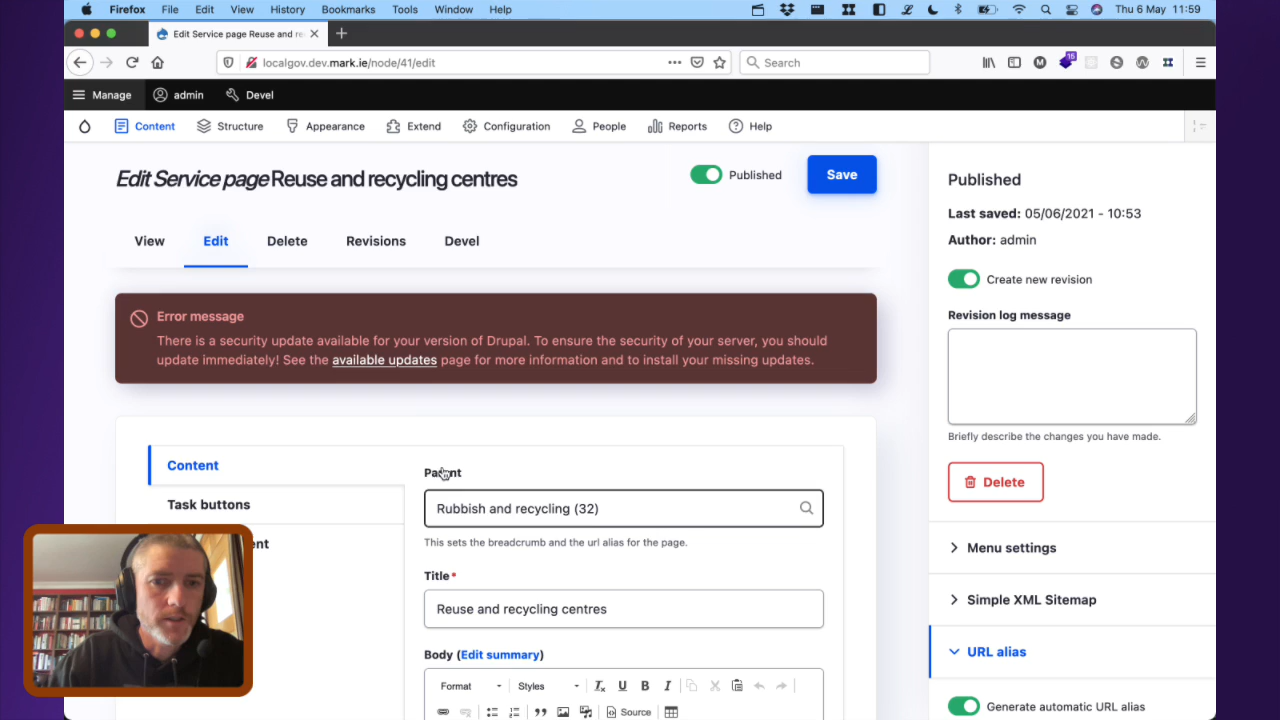 Firefox File Edit View History Bookmarks Tools Window Help Thu 6 May 11:59
Edit Service page Reuse and re
localgov.dev.mark.ie/node/41/edit Search
15
Manage admin Devel
Content Structure Appearance Extend Configuration People Reports Help
Edit Service page Reuse and recycling centres
Published Save
View Edit Delete Revisions Devel
Error message
There is a security update available for your version of Drupal. To ensure the security of your server, you should
update immediately! See the available updates page for more information and to install your missing updates.
Content
Task buttons
ent
Parent
Rubbish and recycling (32)
This sets the breadcrumb and the url alias for the page.
Title*
Reuse and recycling centres
Body (Edit summary)
Format Styles
Source
Published
Last saved: 05/06/2021 - 10:53
Author: admin
Create new revision
Revision log message
Briefly describe the changes you have made.
Delete
Menu settings
Simple XML Sitemap
URL alias
Generate automatic URL alias